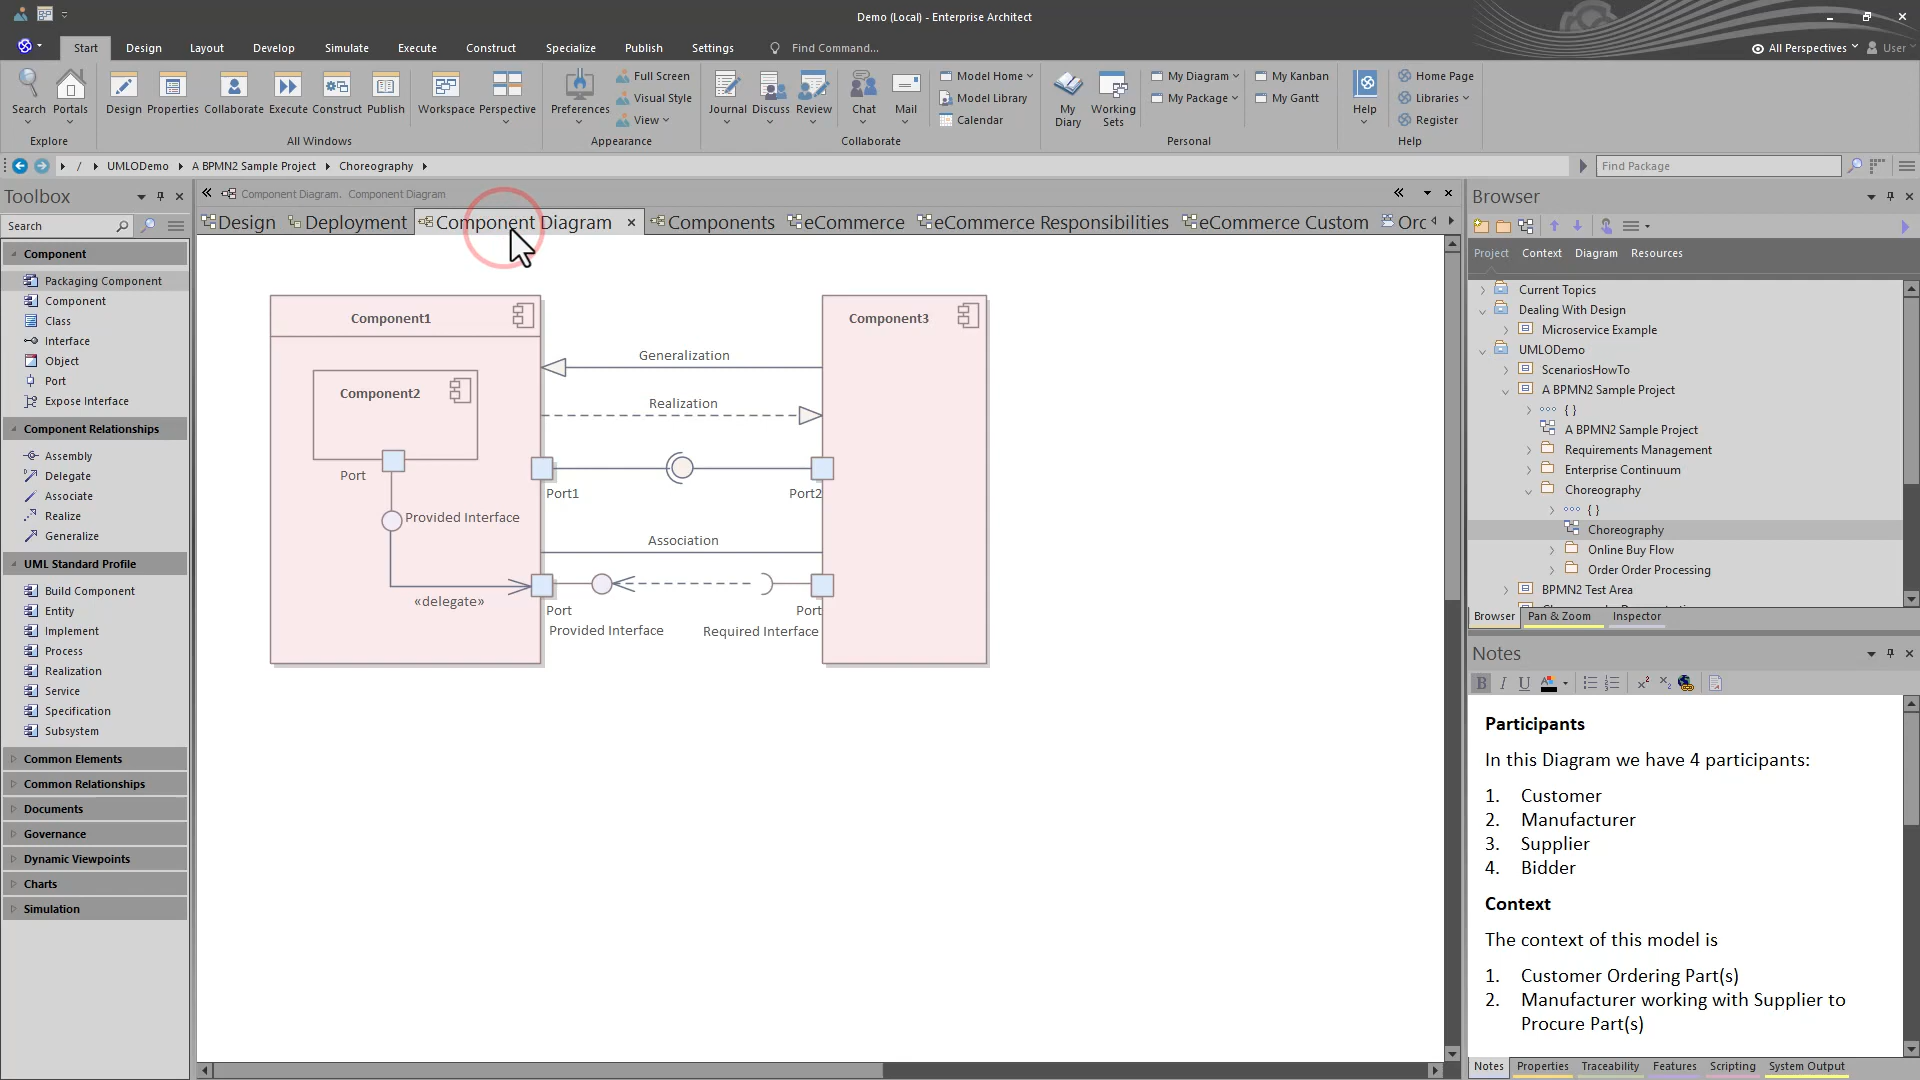 Demo (Local) - Enterprise Architect
Start Design Layout Develop Simulate Execute Construct Specialize Publish Settings Find Command... All Perspectives User
Search Portals
Explore
Design Properties Collaborate Execute Construct Publish Workspace Perspective
All Windows
Preferences Full Screen
Visual Style
View
Appearance
Journal Discuss Review Chat Mail Model Home
Model Library
Calendar
Collaborate
My Diary Working Sets My Diagram My Kanban
My Package My Gantt
Personal
Help Home Page
Libraries
Register
Help
/ UMLODemo A BPMN2 Sample Project Choreography
Find Package
Toolbox
Search
Component
Packaging Component
Component
Class
Interface
Object
Port
Expose Interface
Component Relationships
Assembly
Delegate
Associate
Realize
Generalize
UML Standard Profile
Build Component
Entity
Implement
Process
Realization
Service
Specification
Subsystem
Common Elements
Common Relationships
Documents
Governance
Dynamic Viewpoints
Charts
Simulation
Component Diagram. Component Diagram
Design Deployment Component Diagram Components eCommerce eCommerce Responsibilities eCommerce Custom Orc
Component1
Component2
Port
Provided Interface
«delegate»
Component3
Generalization
Realization
Port1
Port2
Association
Port
Provided Interface
Port
Required Interface
Browser
Project Context Diagram Resources
Current Topics
Dealing With Design
Microservice Example
UMLODemo
ScenariosHowTo
A BPMN2 Sample Project
{ }
A BPMN2 Sample Project
Requirements Management
Enterprise Continuum
Choreography
{ }
Choreography
Online Buy Flow
Order Order Processing
BPMN2 Test Area
Browser Pan & Zoom Inspector
Notes
B I U A
Participants
In this Diagram we have 4 participants:
1. Customer
2. Manufacturer
3. Supplier
4. Bidder
Context
The context of this model is
1. Customer Ordering Part(s)
2. Manufacturer working with Supplier to
Procure Part(s)
Notes Properties Traceability Features Scripting System Output